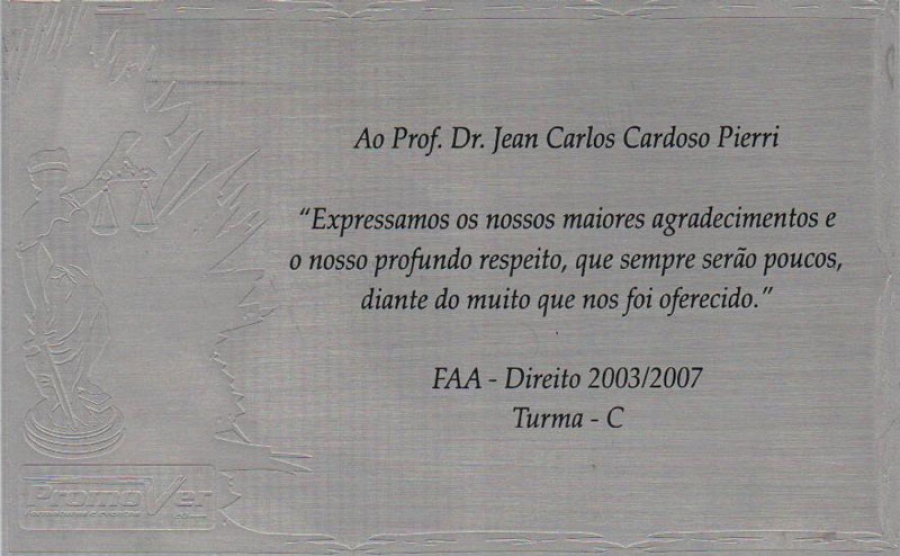 Ao Prof. Dr. Jean Carlos Cardoso Pierri
“Expressamos os nossos maiores agradecimentos e
o nosso profundo respeito, que sempre serão poucos,
diante do muito que nos foi oferecido.”
FAA - Direito 2003/2007
Turma - C
PromoVer